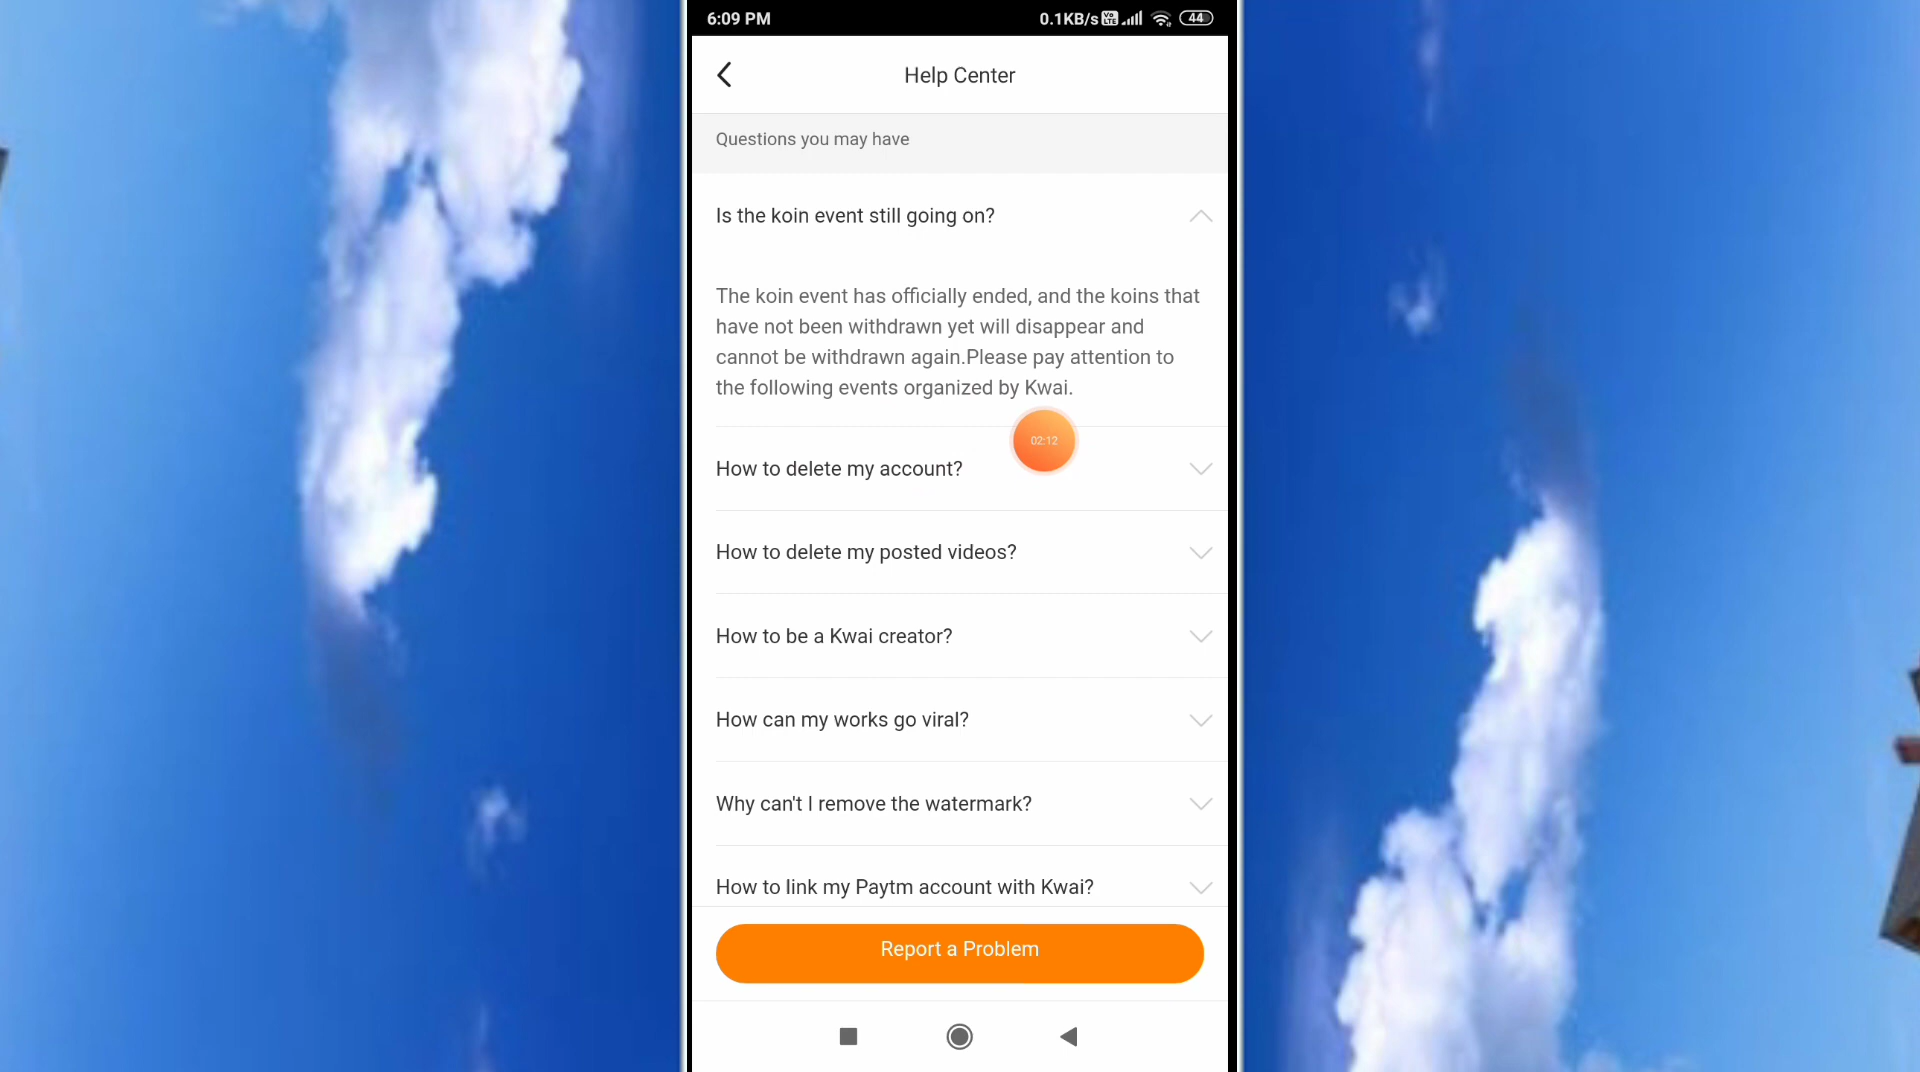 6:09 PM
0.1KB/s Vo LTE 44
Help Center
Questions you may have
Is the koin event still going on?
The koin event has officially ended, and the koins that
have not been withdrawn yet will disappear and
cannot be withdrawn again.Please pay attention to
the following events organized by Kwai.
02:12
How to delete my account?
How to delete my posted videos?
How to be a Kwai creator?
How can my works go viral?
Why can't I remove the watermark?
How to link my Paytm account with Kwai?
Report a Problem